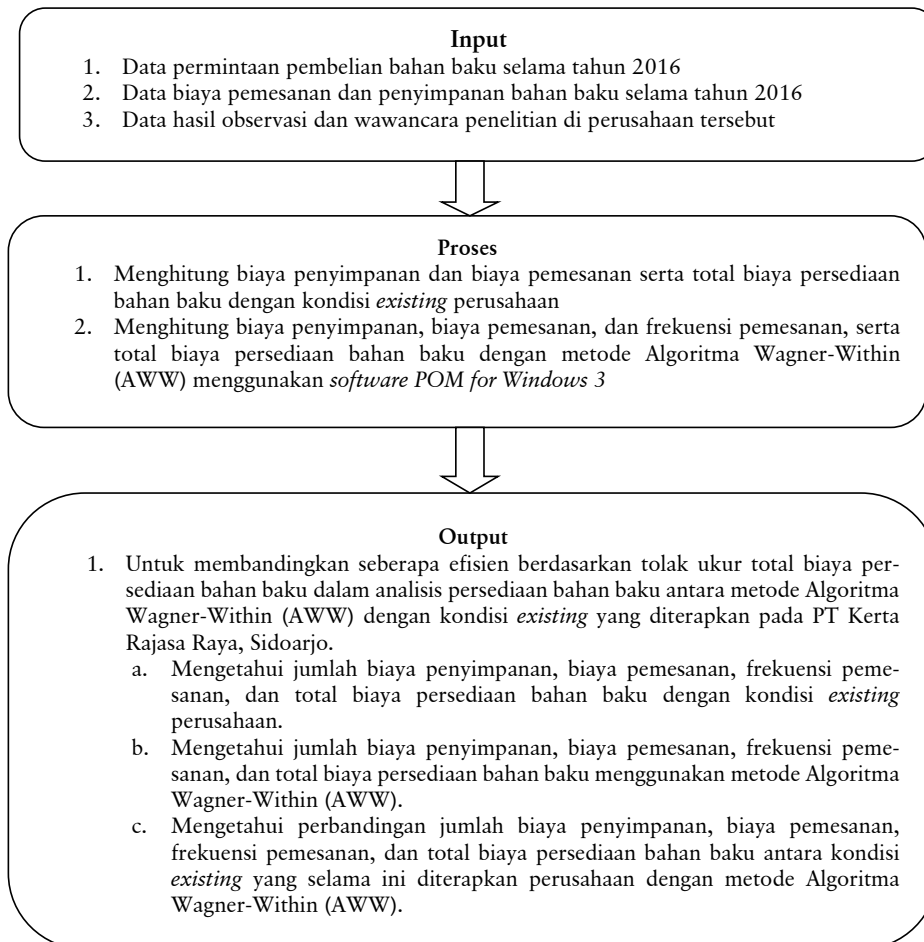 Input
1. Data permintaan pembelian bahan baku selama tahun 2016
2. Data biaya pemesanan dan penyimpanan bahan baku selama tahun 2016
3. Data hasil observasi dan wawancara penelitian di perusahaan tersebut
Proses
1. Menghitung biaya penyimpanan dan biaya pemesanan serta total biaya persediaan
bahan baku dengan kondisi existing perusahaan
2. Menghitung biaya penyimpanan, biaya pemesanan, dan frekuensi pemesanan, serta
total biaya persediaan bahan baku dengan metode Algoritma Wagner-Within
(AWW) menggunakan software POM for Windows 3
Output
1. Untuk membandingkan seberapa efisien berdasarkan tolak ukur total biaya per-
sediaan bahan baku dalam analisis persediaan bahan baku antara metode Algoritma
Wagner-Within (AWW) dengan kondisi existing yang diterapkan pada PT Kerta
Rajasa Raya, Sidoarjo.
a. Mengetahui jumlah biaya penyimpanan, biaya pemesanan, frekuensi peme-
sanan, dan total biaya persediaan bahan baku dengan kondisi existing
perusahaan.
b. Mengetahui jumlah biaya penyimpanan, biaya pemesanan, frekuensi peme-
sanan, dan total biaya persediaan bahan baku menggunakan metode Algoritma
Wagner-Within (AWW).
c. Mengetahui perbandingan jumlah biaya penyimpanan, biaya pemesanan,
frekuensi pemesanan, dan total biaya persediaan bahan baku antara kondisi
existing yang selama ini diterapkan perusahaan dengan metode Algoritma
Wagner-Within (AWW).